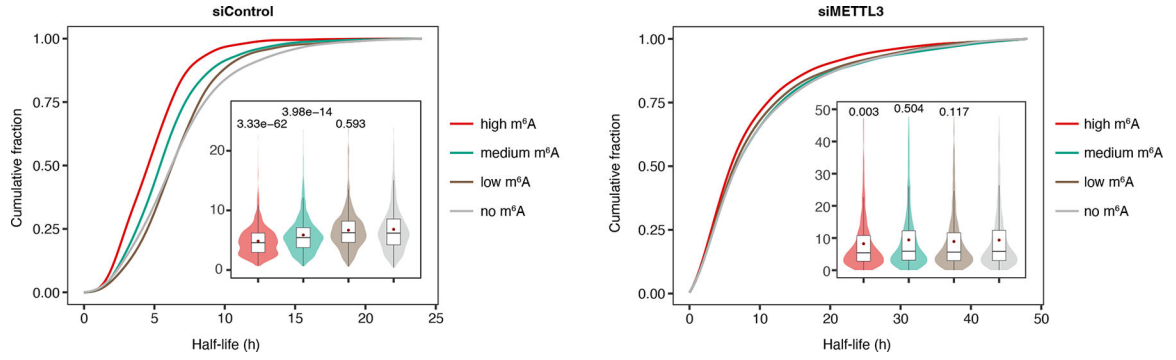 siControl
1.00
0.75
0.50
0.25
0.00
Cumulative fraction
0
5
10
15
20
25
Half-life (h)
3.33e−62
3.98e−14
0.593
20
10
0
high m⁶A
medium m⁶A
low m⁶A
no m⁶A
siMETTL3
1.00
0.75
0.50
0.25
0.00
Cumulative fraction
0
10
20
30
40
50
Half-life (h)
0.003
0.504
0.117
50
40
30
20
10
0
high m⁶A
medium m⁶A
low m⁶A
no m⁶A